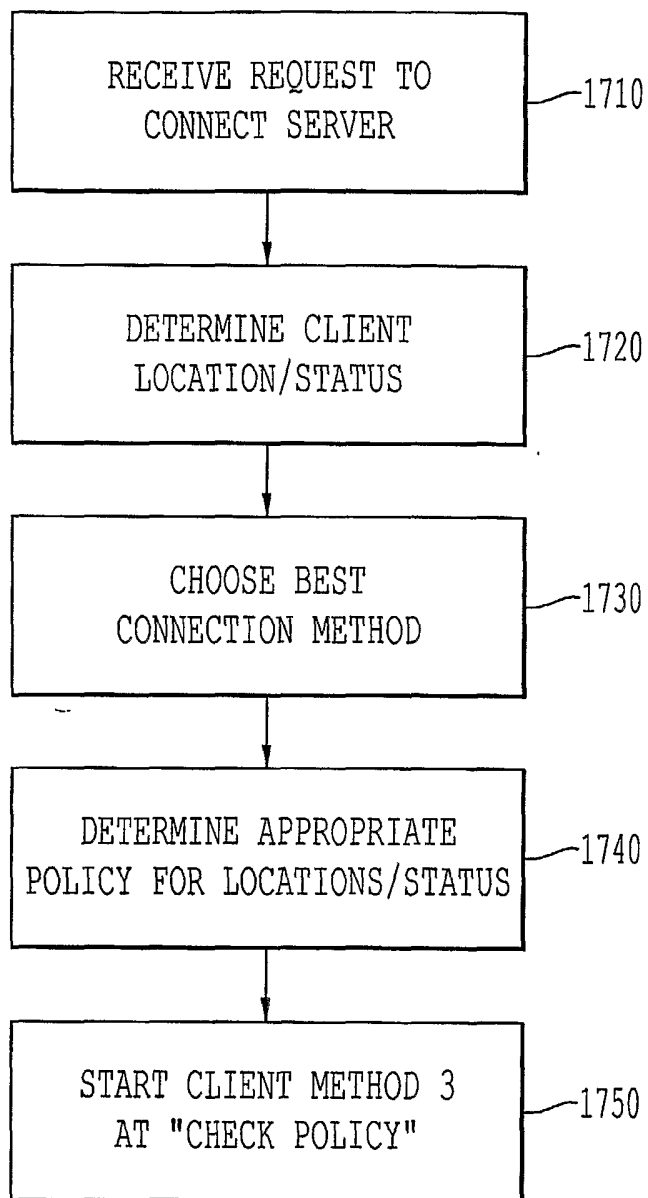 RECEIVE REQUEST TO
CONNECT SERVER
1710
DETERMINE CLIENT
LOCATION/STATUS
1720
CHOOSE BEST
CONNECTION METHOD
1730
DETERMINE APPROPRIATE
POLICY FOR LOCATIONS/STATUS
1740
START CLIENT METHOD 3
AT "CHECK POLICY"
1750